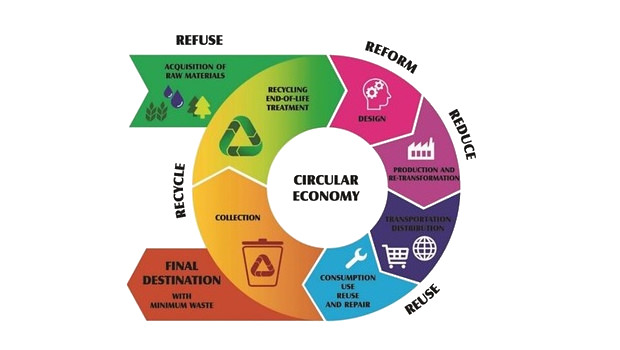 REFUSE
ACQUISITION OF
RAW MATERIALS
RECYCLING
END-OF-LIFE
TREATMENT
REFORM
DESIGN
REDUCE
PRODUCTION AND
RE-TRANSFORMATION
CIRCULAR
ECONOMY
TRANSPORTATION
DISTRIBUTION
REUSE
CONSUMPTION
USE
REUSE
AND REPAIR
RECYCLE
COLLECTION
FINAL
DESTINATION
WITH
MINIMUM WASTE